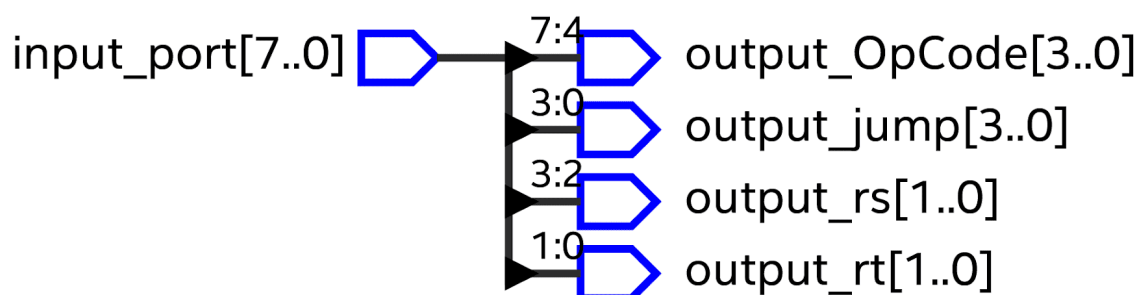 input_port[7..0] 7:4 output_OpCode[3..0]
3:0 output_jump[3..0]
3:2 output_rs[1..0]
1:0 output_rt[1..0]